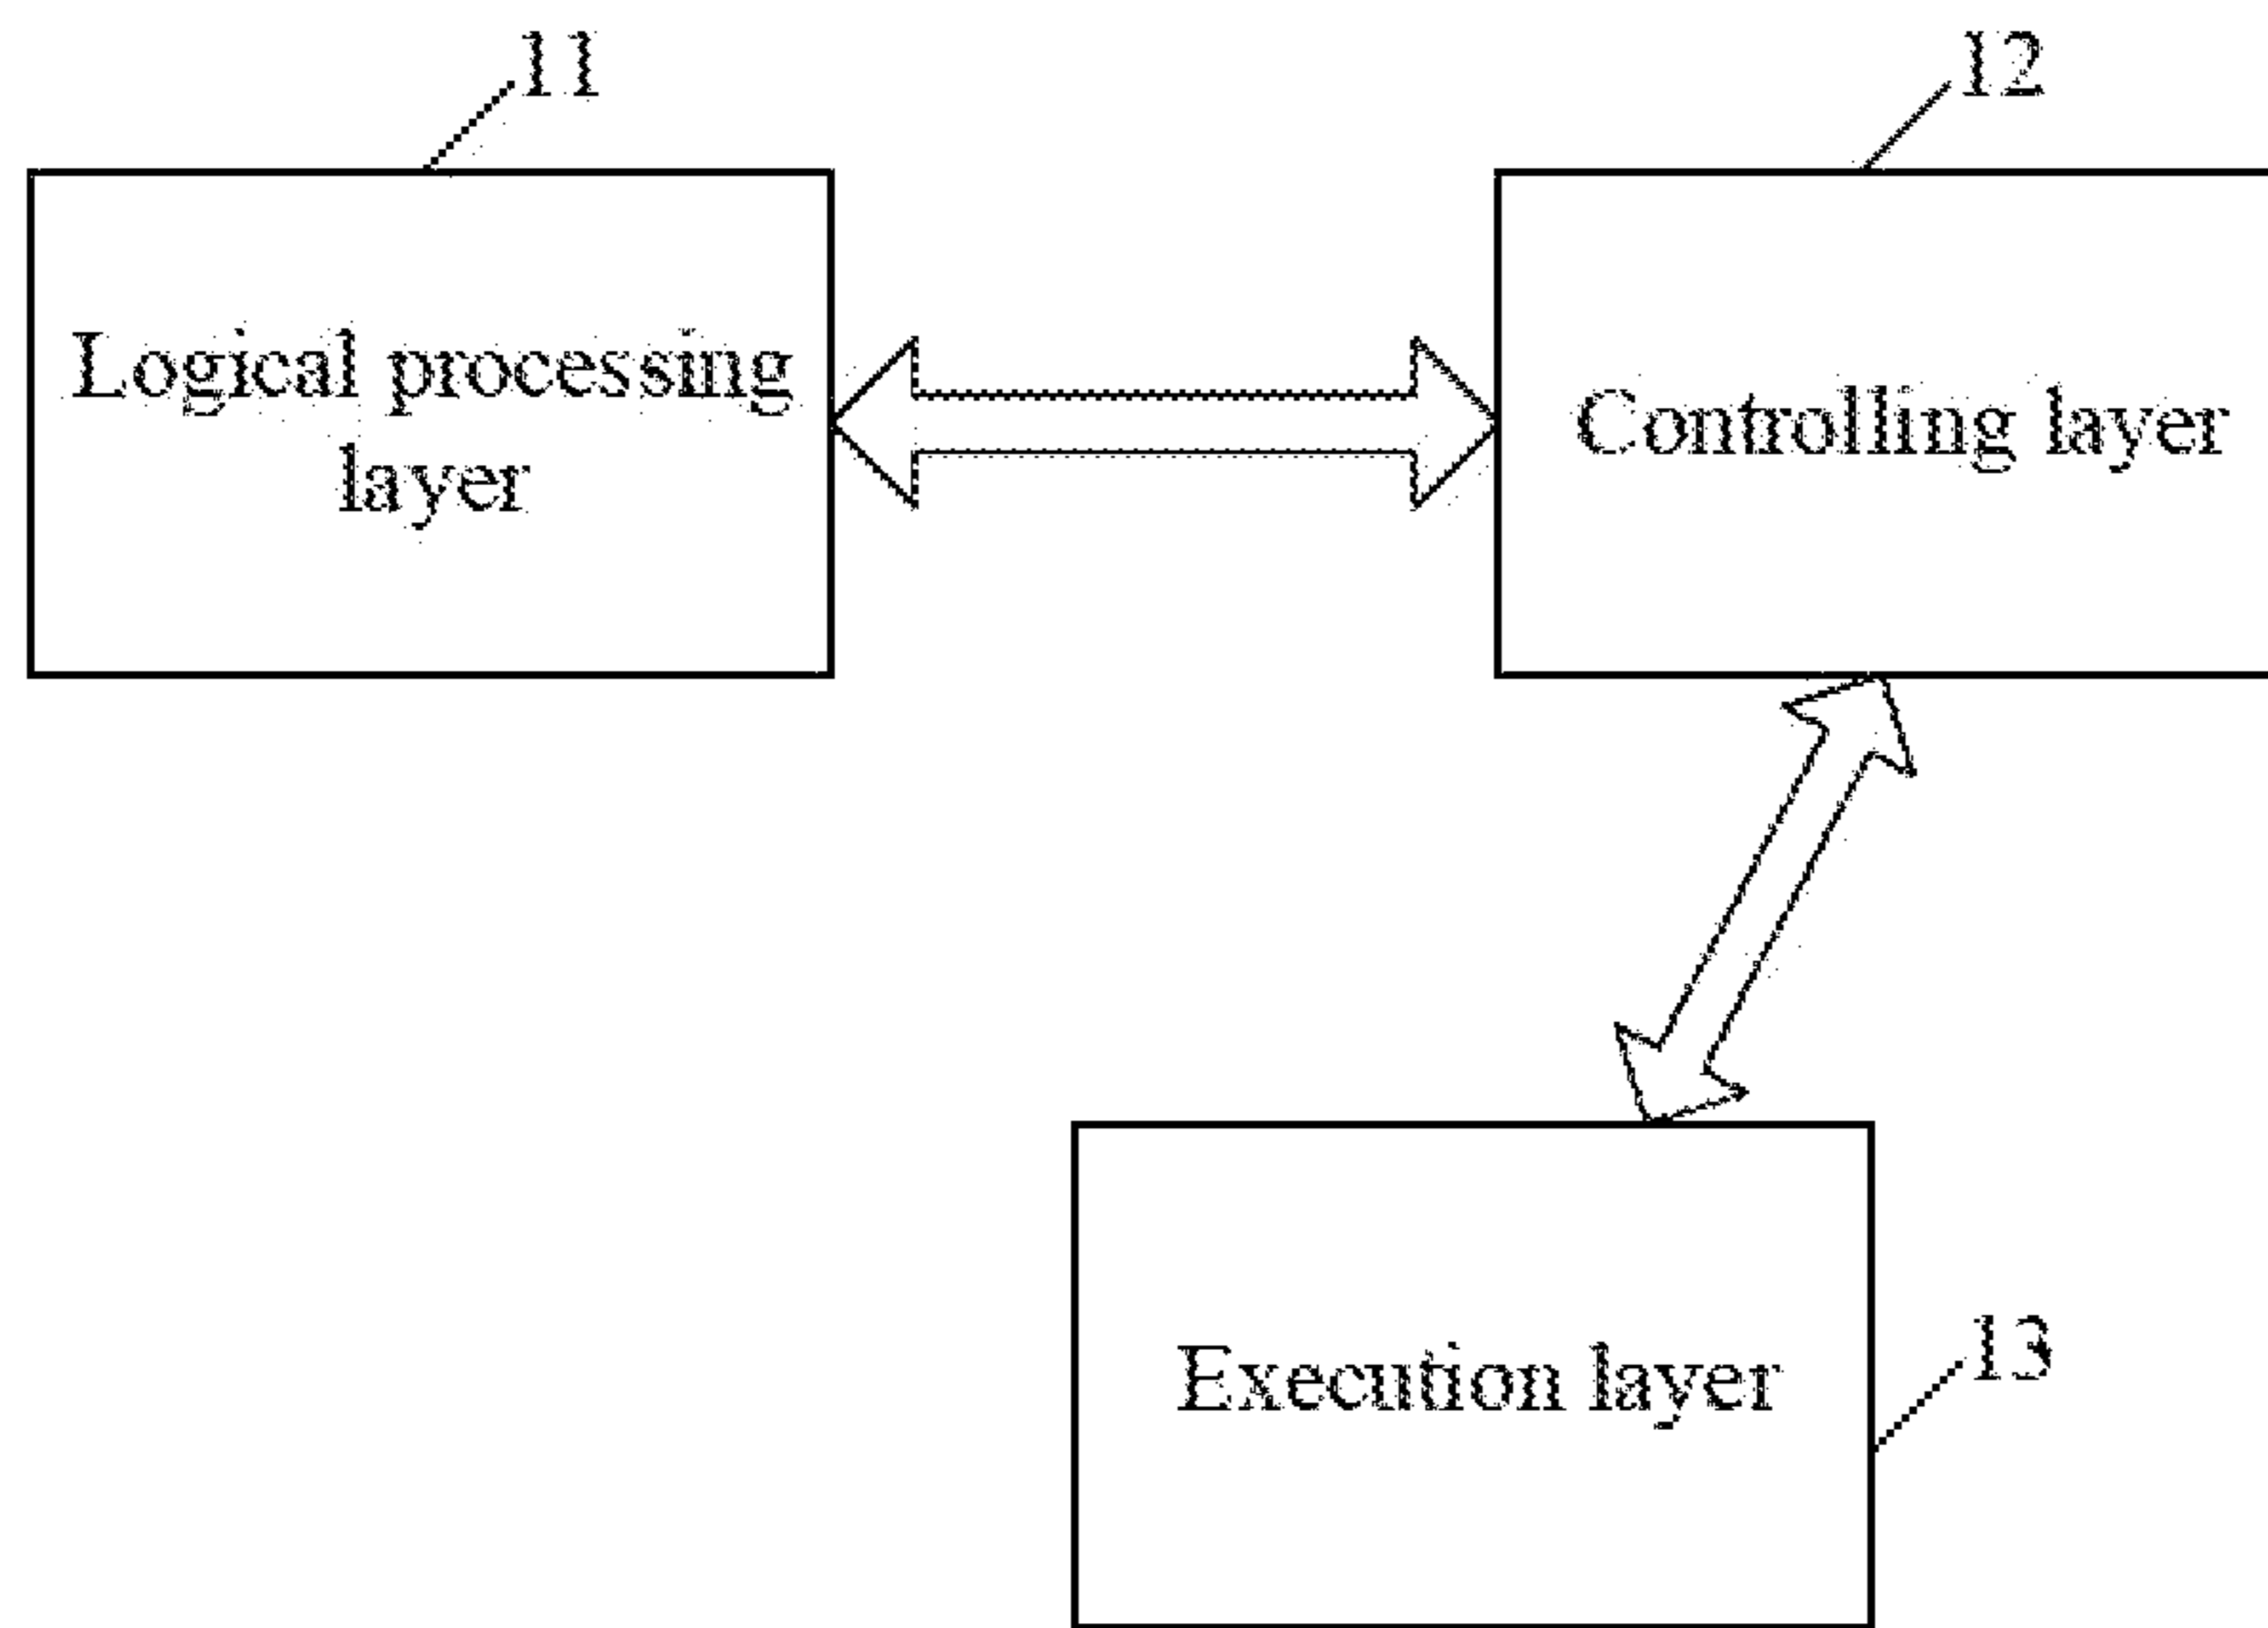 11
12
Logical processing
layer
Controlling layer
Execution layer
13